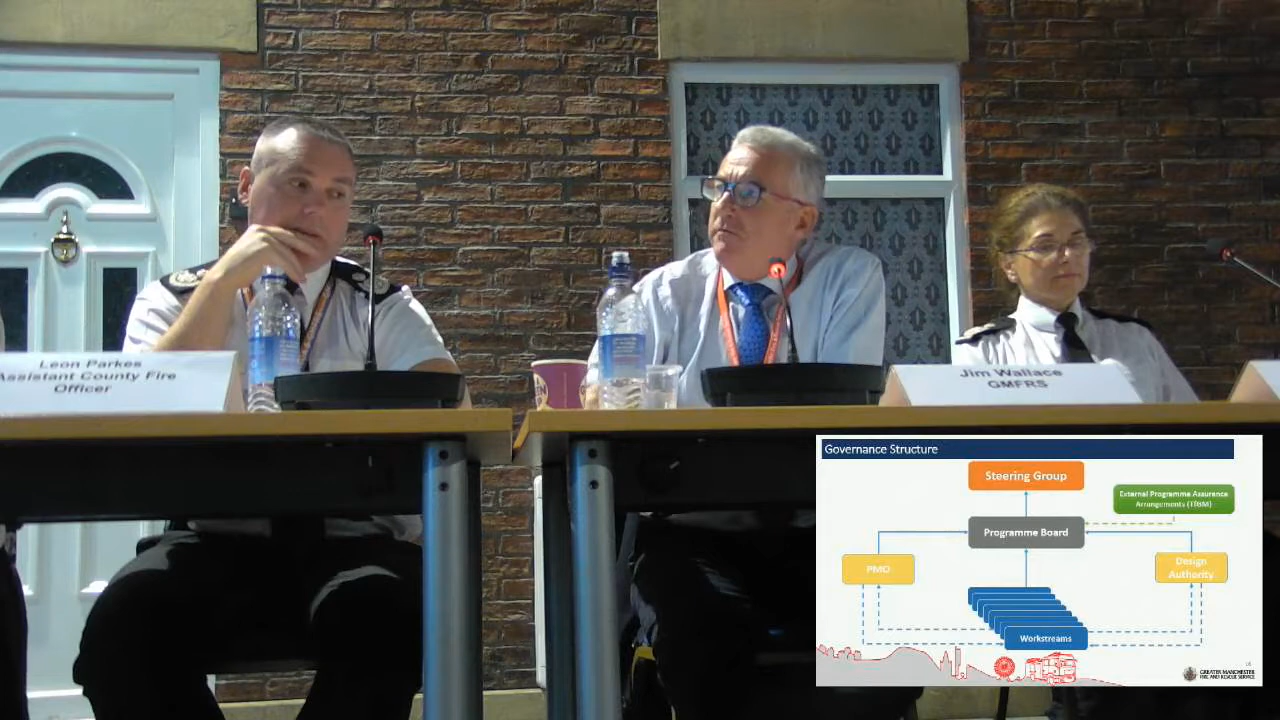 Leon Parkes
Assistant County Fire
Officer
Jim Wallace
GMFRS
Governance Structure
Steering Group
External Programme Assurance
Arrangements (TBBM)
Programme Board
PMO
Design
Authority
Workstreams
GREATER MANCHESTER
FIRE AND RESCUE SERVICE